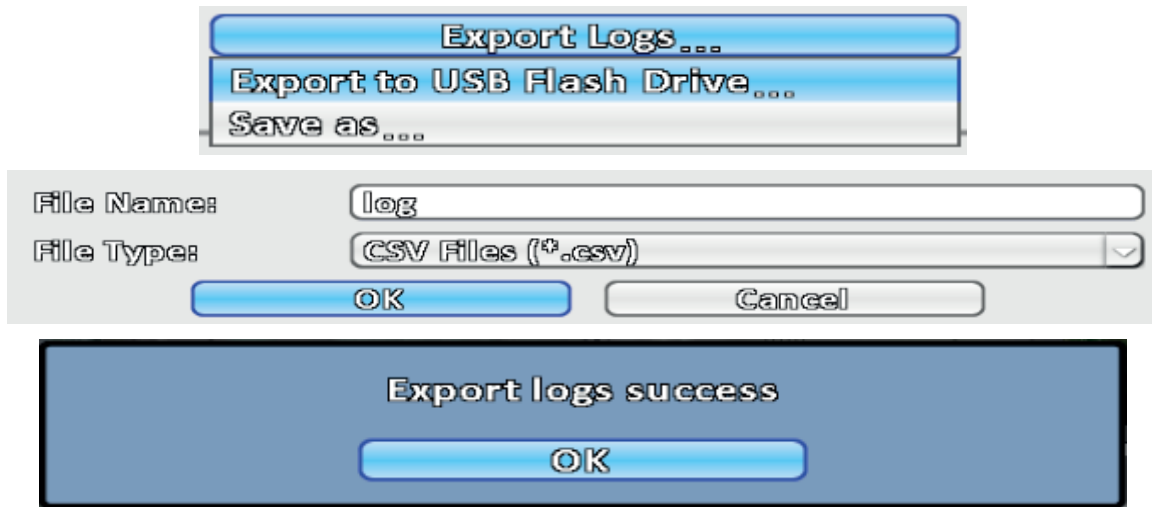 Export Logs...
Export to USB Flash Drive...
Save as...
File Name: log
File Type: CSV Files (*.csv)
OK Cancel
Export logs success
OK